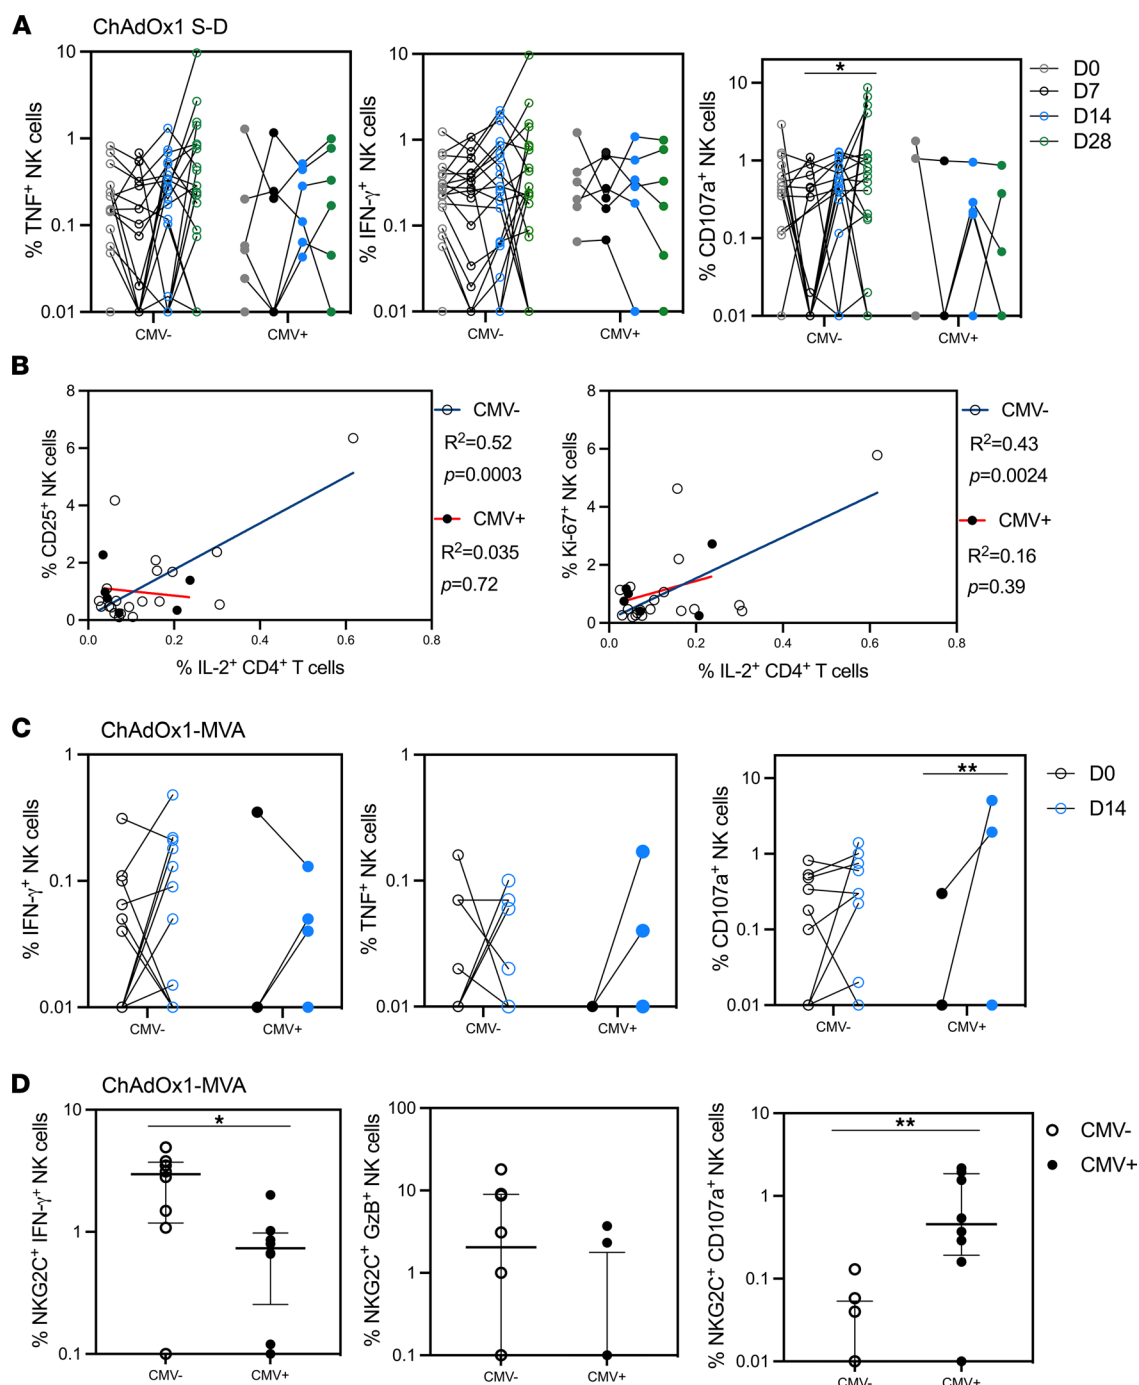 A
ChAdOx1 S-D
% TNF⁺ NK cells
10
1
0.1
0.01
CMV-
CMV+
% IFN-γ⁺ NK cells
10
1
0.1
0.01
CMV-
CMV+
% CD107a⁺ NK cells
10
1
0.1
0.01
*
CMV-
CMV+
D0
D7
D14
D28
B
% CD25⁺ NK cells
8
6
4
2
0
0.0
0.2
0.4
0.6
0.8
% IL-2⁺ CD4⁺ T cells
CMV-
R²=0.52
p=0.0003
CMV+
R²=0.035
p=0.72
% Ki-67⁺ NK cells
8
6
4
2
0
0.0
0.2
0.4
0.6
0.8
% IL-2⁺ CD4⁺ T cells
CMV-
R²=0.43
p=0.0024
CMV+
R²=0.16
p=0.39
C
ChAdOx1-MVA
% IFN-γ⁺ NK cells
1
0.1
0.01
CMV-
CMV+
% TNF⁺ NK cells
1
0.1
0.01
CMV-
CMV+
% CD107a⁺ NK cells
10
1
0.1
0.01
**
CMV-
CMV+
D0
D14
D
ChAdOx1-MVA
% NKG2C⁺ IFN-γ⁺ NK cells
10
1
0.1
*
CMV-
CMV+
% NKG2C⁺ GzB⁺ NK cells
100
10
1
0.1
CMV-
CMV+
% NKG2C⁺ CD107a⁺ NK cells
10
1
0.1
0.01
**
CMV-
CMV+
CMV-
CMV+